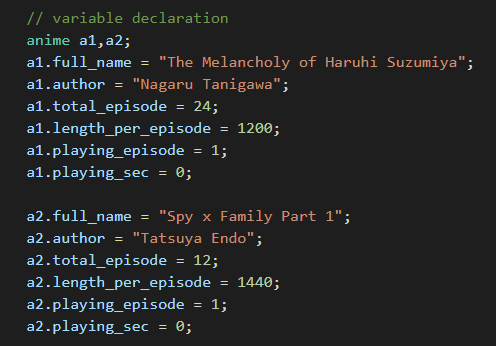 // variable declaration
anime a1,a2;
a1.full_name = "The Melancholy of Haruhi Suzumiya";
a1.author = "Nagaru Tanigawa";
a1.total_episode = 24;
a1.length_per_episode = 1200;
a1.playing_episode = 1;
a1.playing_sec = 0;

a2.full_name = "Spy x Family Part 1";
a2.author = "Tatsuya Endo";
a2.total_episode = 12;
a2.length_per_episode = 1440;
a2.playing_episode = 1;
a2.playing_sec = 0;